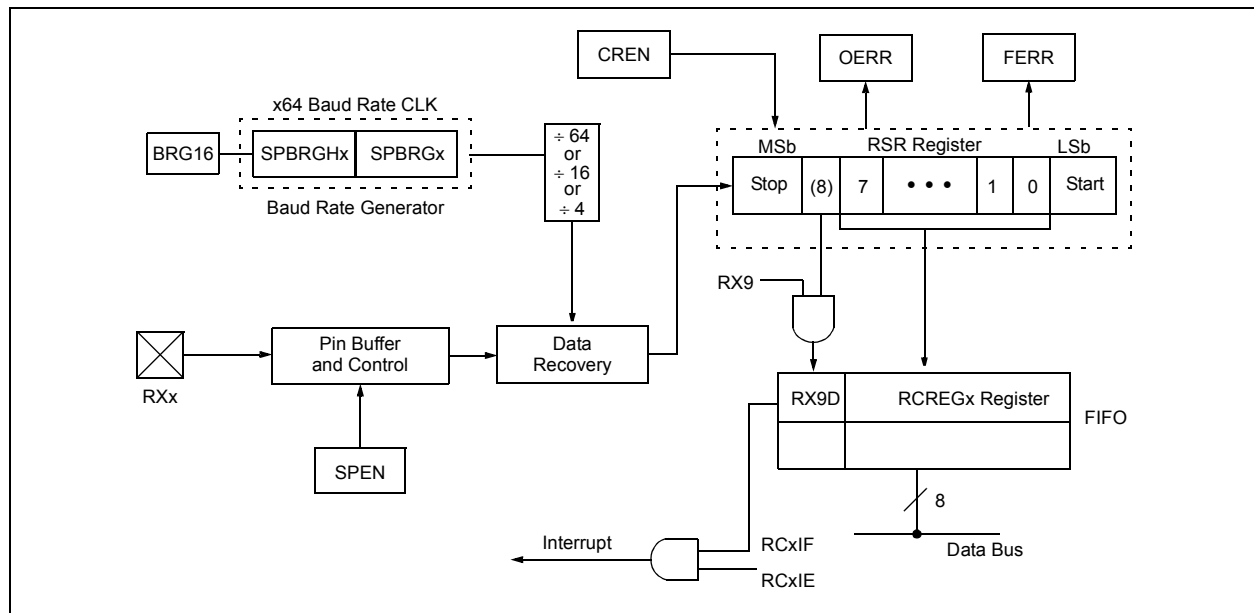 CREN
OERR
FERR
x64 Baud Rate CLK
BRG16
SPBRGHx
SPBRGx
Baud Rate Generator
÷ 64
or
÷ 16
or
÷ 4
MSb
RSR Register
LSb
Stop
(8)
7
• • •
1
0
Start
RX9
RXx
Pin Buffer
and Control
Data
Recovery
SPEN
RX9D
RCREGx Register
FIFO
8
Data Bus
Interrupt
RCxIF
RCxIE